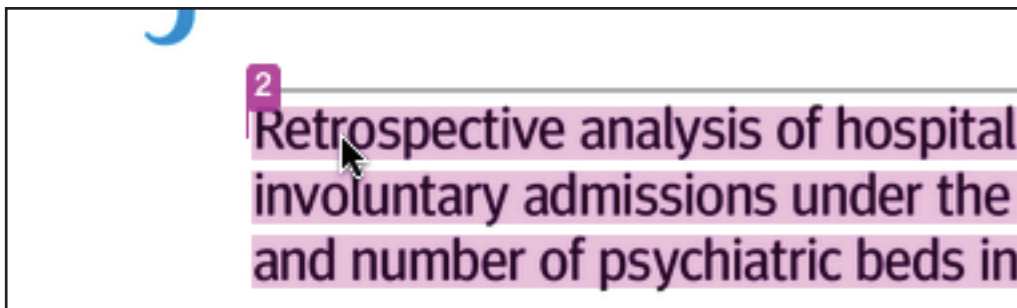 2
Retrospective analysis of hospital
involuntary admissions under the
and number of psychiatric beds in